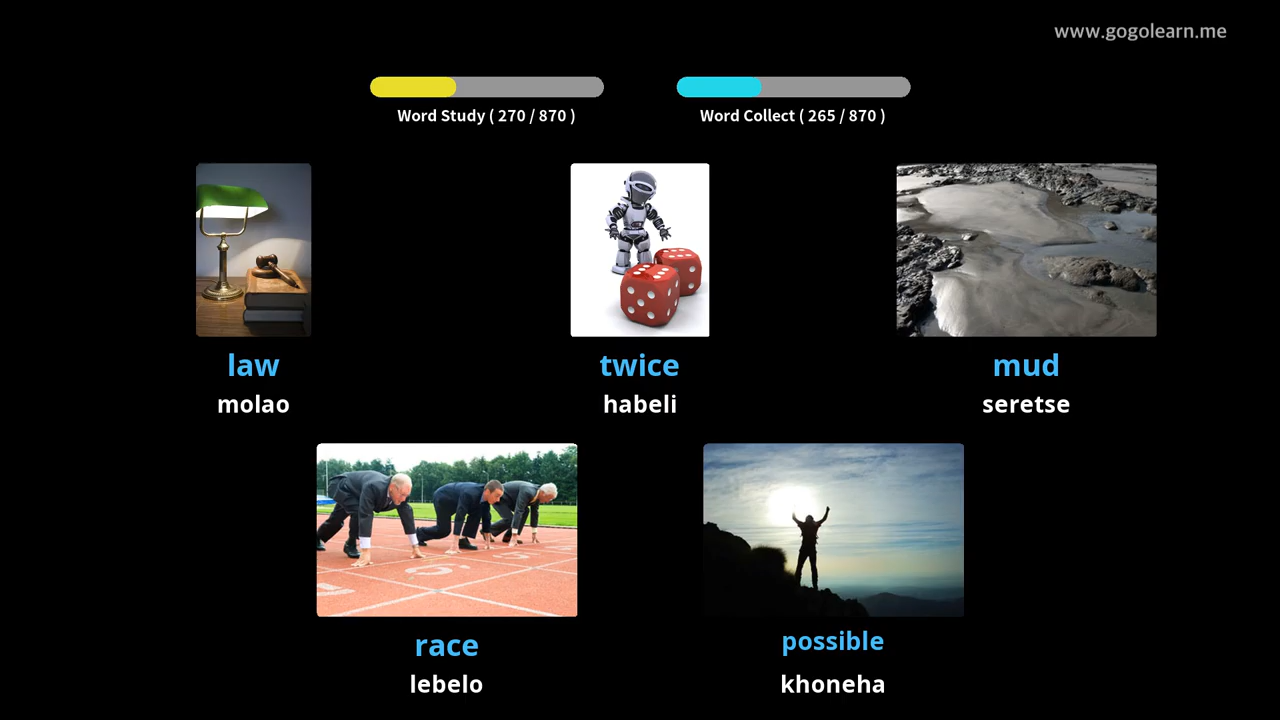 www.gogolearn.me
Word Study ( 270 / 870 )
Word Collect ( 265 / 870 )
law
molao
twice
habeli
mud
seretse
race
lebelo
possible
khoneha